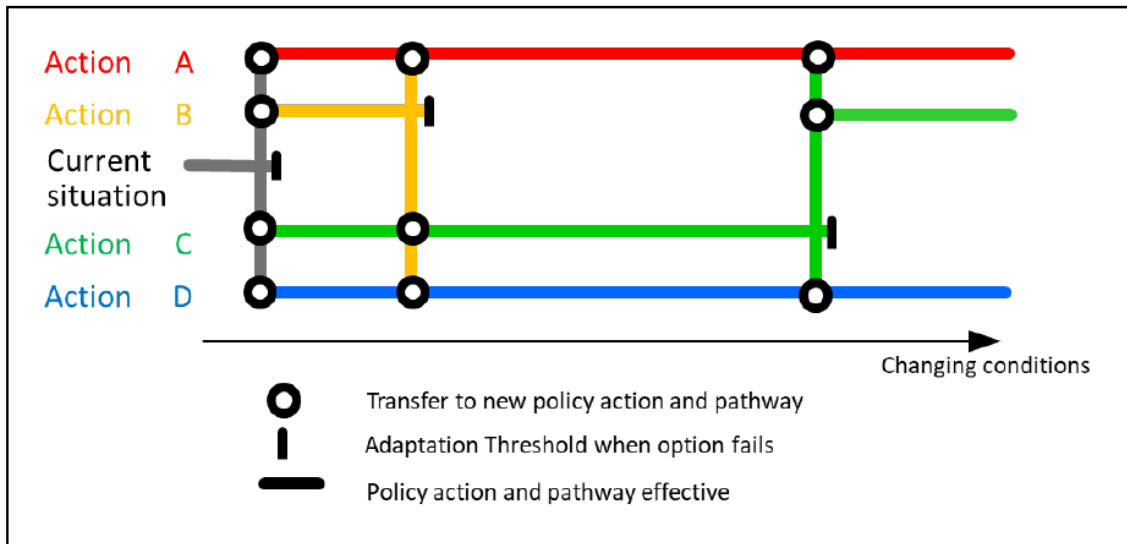 Action A
Action B
Current
situation
Action C
Action D
Changing conditions
Transfer to new policy action and pathway
Adaptation Threshold when option fails
Policy action and pathway effective